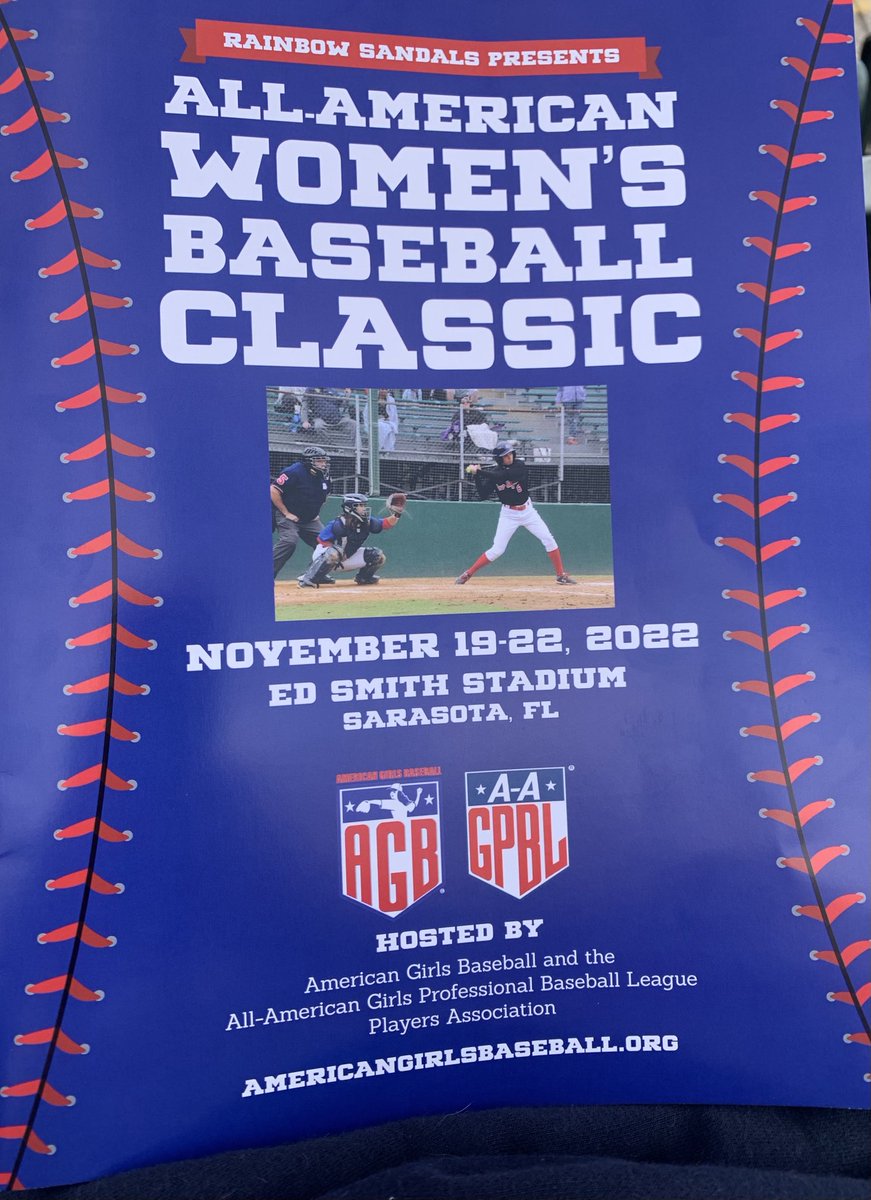 RAINBOW SANDALS PRESENTS
ALL-AMERICAN
WOMEN'S
BASEBALL
CLASSIC
5
6
NOVEMBER 19-22, 2022
ED SMITH STADIUM
SARASOTA, FL
AMERICAN GIRLS BASEBALL
AGB
®
A-A
GPBL
®
HOSTED BY
American Girls Baseball and the
All-American Girls Professional Baseball League
Players Association
AMERICANGIRLSBASEBALL.ORG